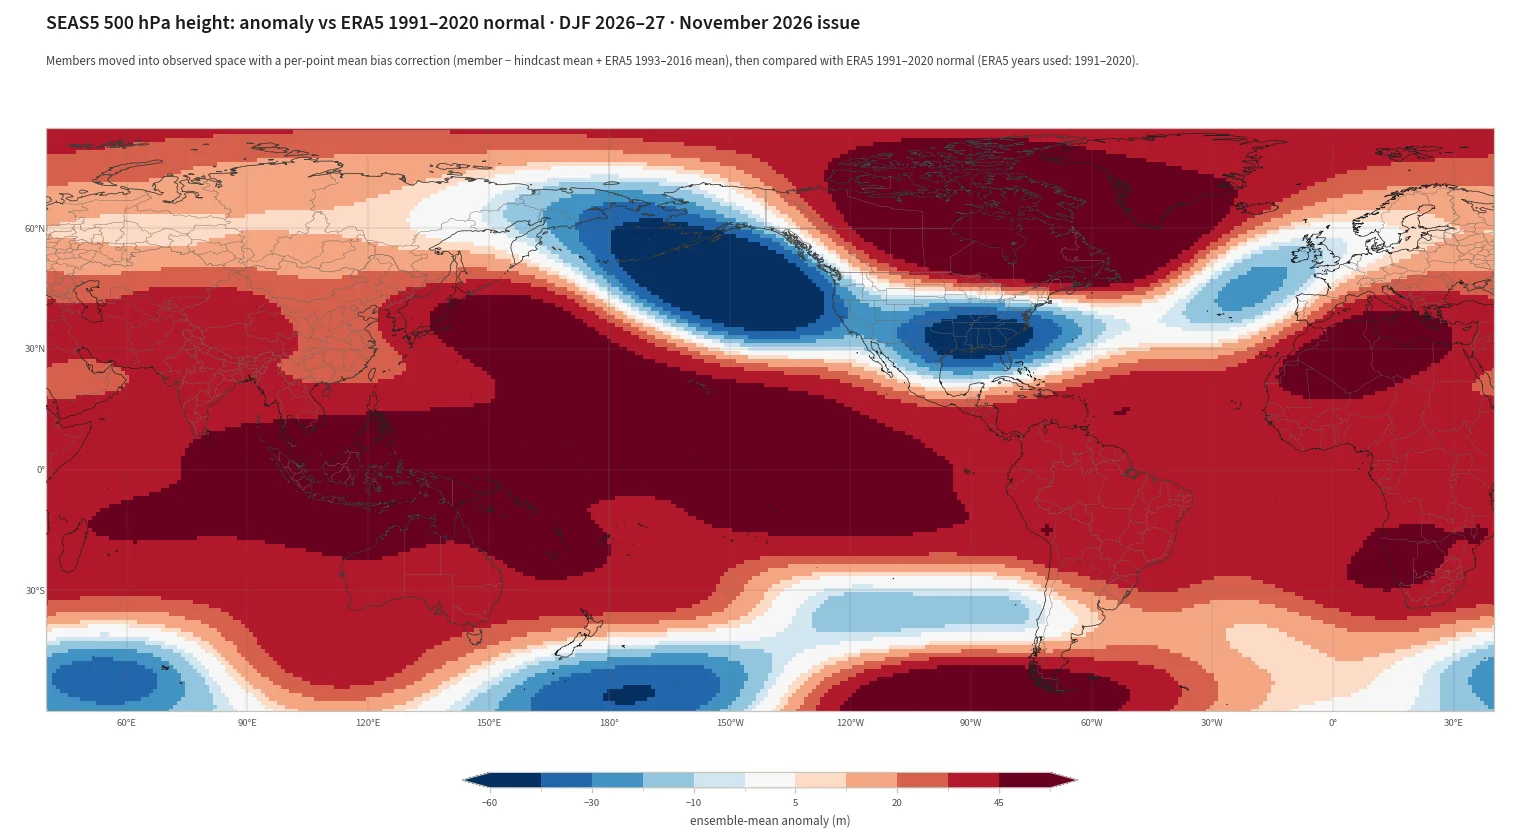 SEAS5 500 hPa height: anomaly vs ERA5 1991–2020 normal · DJF 2026–27 · November 2026 issue
Members moved into observed space with a per-point mean bias correction (member − hindcast mean + ERA5 1993–2016 mean), then compared with ERA5 1991–2020 normal (ERA5 years used: 1991–2020).
60°N
30°N
0°
30°S
60°E 90°E 120°E 150°E 180° 150°W 120°W 90°W 60°W 30°W 0° 30°E
−60 −30 −10 5 20 45
ensemble-mean anomaly (m)